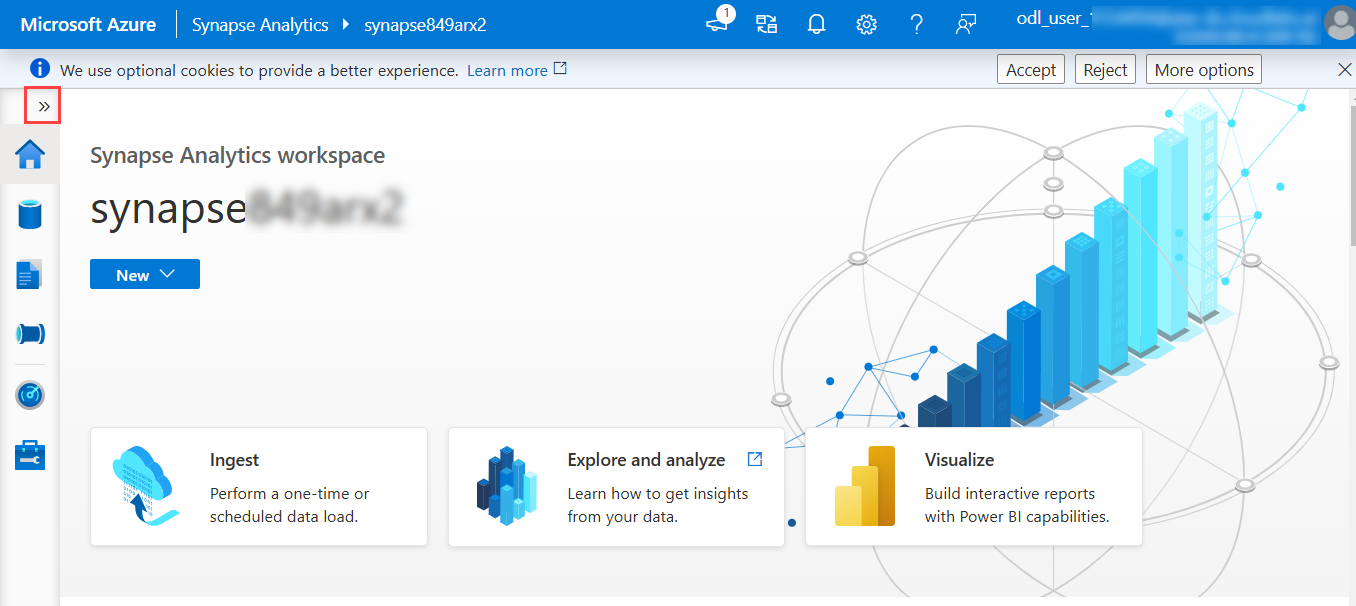 Microsoft Azure
Synapse Analytics
synapse849arx2
1
odl_user_
We use optional cookies to provide a better experience. Learn more
Accept
Reject
More options
Synapse Analytics workspace
synapse
New
Ingest
Perform a one-time or
scheduled data load.
Explore and analyze
Learn how to get insights
from your data.
Visualize
Build interactive reports
with Power BI capabilities.